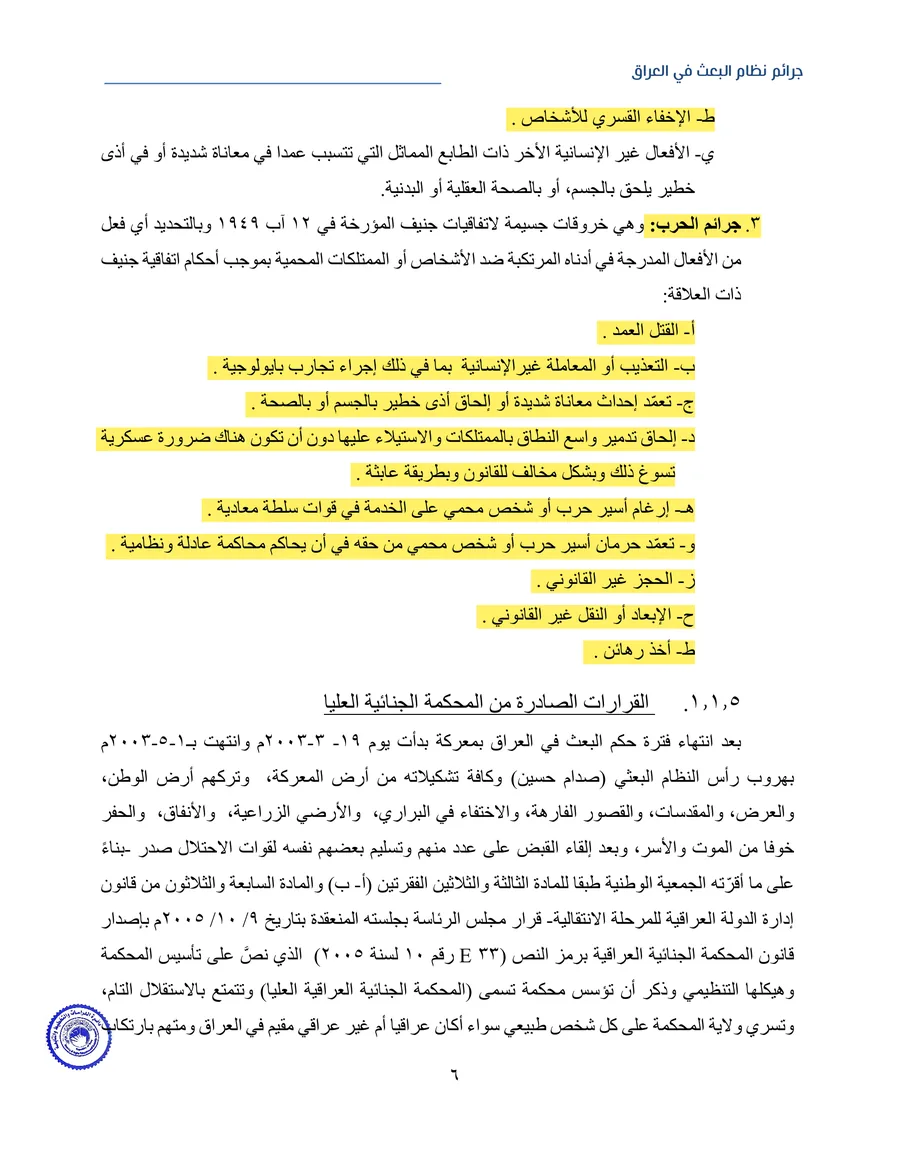 جرائم نظام البعث في العراق
ط- الإخفاء القسري للأشخاص .
ي- الأفعال غير الإنسانية الأخر ذات الطابع المماثل التي تتسبب عمدا في معاناة شديدة أو في أذى
خطير يلحق بالجسم، أو بالصحة العقلية أو البدنية.
٣. جرائم الحرب: وهي خروقات جسيمة لاتفاقيات جنيف المؤرخة في ١٢ آب ١٩٤٩ وبالتحديد أي فعل
من الأفعال المدرجة في أدناه المرتكبة ضد الأشخاص أو الممتلكات المحمية بموجب أحكام اتفاقية جنيف
ذات العلاقة:
أ- القتل العمد .
ب- التعذيب أو المعاملة غيرالإنسانية بما في ذلك إجراء تجارب بايولوجية .
ج- تعمّد إحداث معاناة شديدة أو إلحاق أذى خطير بالجسم أو بالصحة .
د- إلحاق تدمير واسع النطاق بالممتلكات والاستيلاء عليها دون أن تكون هناك ضرورة عسكرية
تسوغ ذلك وبشكل مخالف للقانون وبطريقة عابثة .
هـ- إرغام أسير حرب أو شخص محمي على الخدمة في قوات سلطة معادية .
و- تعمّد حرمان أسير حرب أو شخص محمي من حقه في أن يحاكم محاكمة عادلة ونظامية .
ز- الحجز غير القانوني .
ح- الإبعاد أو النقل غير القانوني .
ط- أخذ رهائن .
١,١,٥. القرارات الصادرة من المحكمة الجنائية العليا
بعد انتهاء فترة حكم البعث في العراق بمعركة بدأت يوم ١٩- ٣-٢٠٠٣م وانتهت بـ١-٥-٢٠٠٣م
بهروب رأس النظام البعثي (صدام حسين) وكافة تشكيلاته من أرض المعركة، وتركهم أرض الوطن،
والعرض، والمقدسات، والقصور الفارهة، والاختفاء في البراري، والأرضي الزراعية، والأنفاق، والحفر
خوفا من الموت والأسر، وبعد إلقاء القبض على عدد منهم وتسليم بعضهم نفسه لقوات الاحتلال صدر -بناءً
على ما أقرّته الجمعية الوطنية طبقا للمادة الثالثة والثلاثين الفقرتين (أ- ب) والمادة السابعة والثلاثون من قانون
إدارة الدولة العراقية للمرحلة الانتقالية- قرار مجلس الرئاسة بجلسته المنعقدة بتاريخ ٩/ ١٠/ ٢٠٠٥م بإصدار
قانون المحكمة الجنائية العراقية برمز النص (E ٣٣ رقم ١٠ لسنة ٢٠٠٥) الذي نصَّ على تأسيس المحكمة
وهيكلها التنظيمي وذكر أن تؤسس محكمة تسمى (المحكمة الجنائية العراقية العليا) وتتمتع بالاستقلال التام،
وتسري ولاية المحكمة على كل شخص طبيعي سواء أكان عراقيا أم غير عراقي مقيم في العراق ومتهم بارتكاب
٦